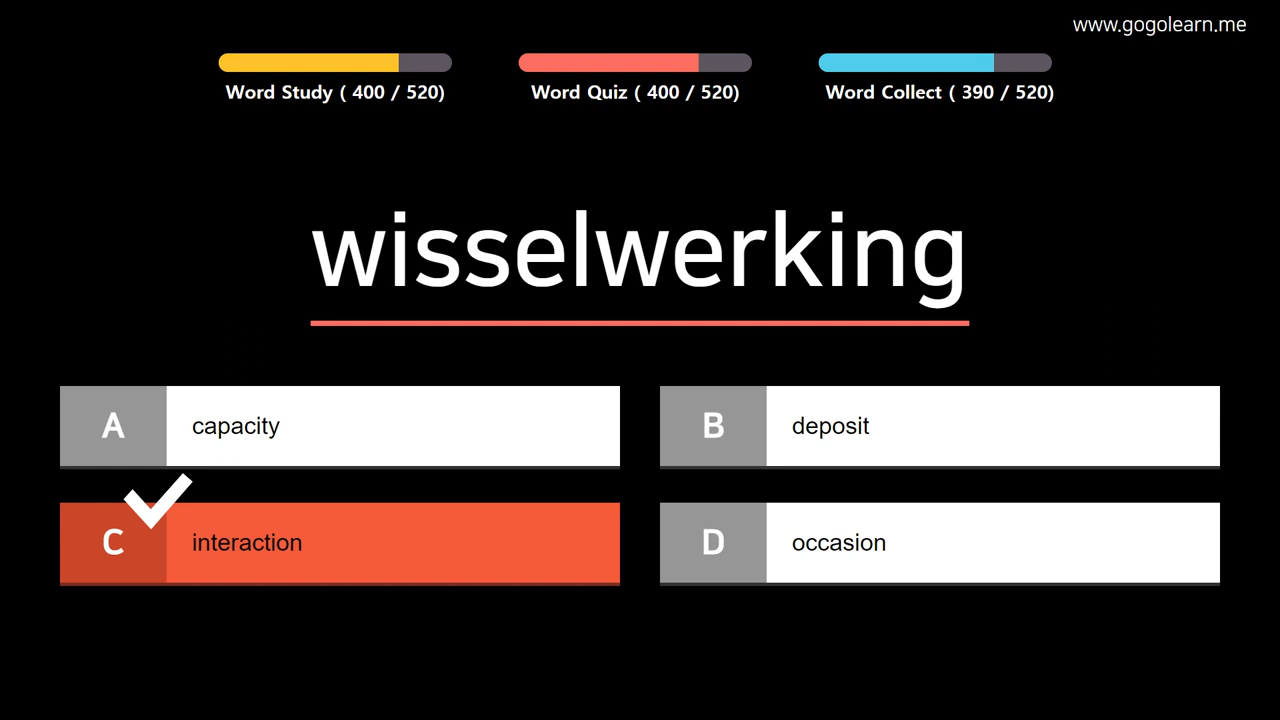 www.gogolearn.me
Word Study ( 400 / 520)
Word Quiz ( 400 / 520)
Word Collect ( 390 / 520)
wisselwerking
A capacity
B deposit
C interaction
D occasion